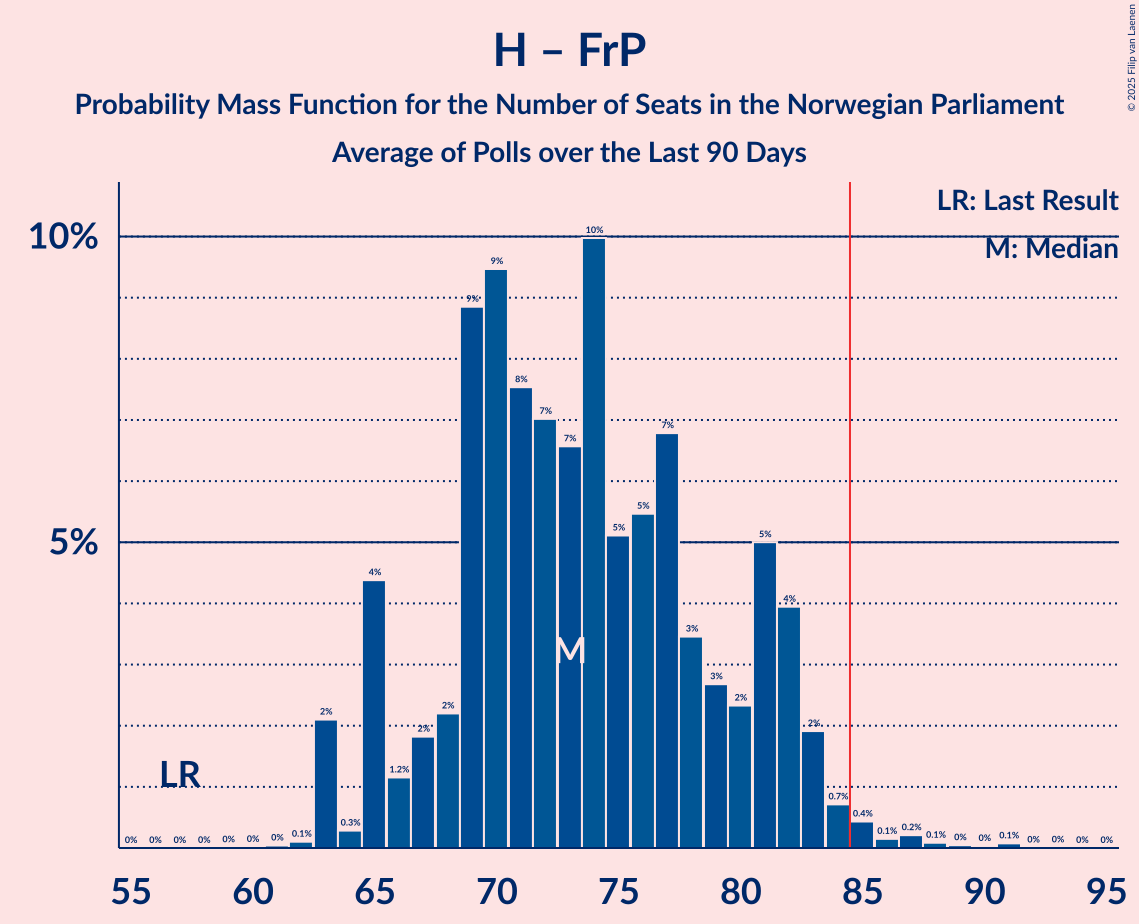 H – FrP
Probability Mass Function for the Number of Seats in the Norwegian Parliament
Average of Polls over the Last 90 Days
© 2025 Filip van Laenen
LR: Last Result
M: Median
10%
5%
0% 0% 0% 0% 0% 0% 0% 0.1% 2% 0.3% 4% 1.2% 2% 2% 9% 9% 8% 7% 7% 10% 5% 5% 7% 3% 3% 2% 5% 4% 2% 0.7% 0.4% 0.1% 0.2% 0.1% 0% 0% 0.1% 0% 0% 0% 0%
M
LR
55 60 65 70 75 80 85 90 95